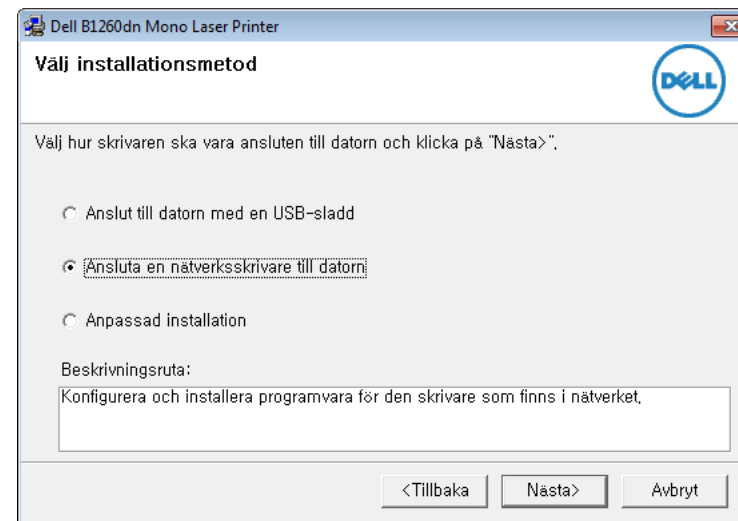 Dell B1260dn Mono Laser Printer
Välj installationsmetod
DELL
Välj hur skrivaren ska vara ansluten till datorn och klicka på "Nästa>".
Anslut till datorn med en USB-sladd
Ansluta en nätverksskrivare till datorn
Anpassad installation
Beskrivningsruta:
Konfigurera och installera programvara för den skrivare som finns i nätverket.
<Tillbaka
Nästa>
Avbryt